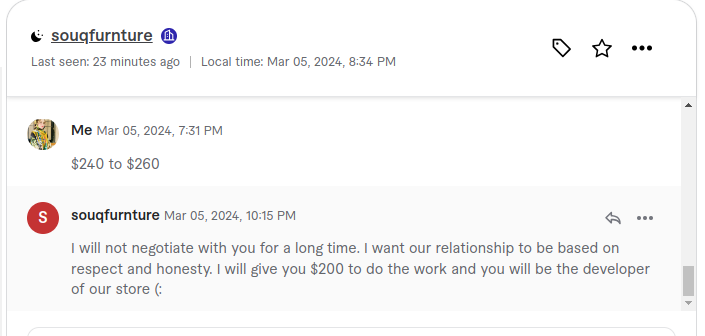 souqfurnture
Last seen: 23 minutes ago | Local time: Mar 05, 2024, 8:34 PM
Me Mar 05, 2024, 7:31 PM
$240 to $260
S
souqfurnture Mar 05, 2024, 10:15 PM
I will not negotiate with you for a long time. I want our relationship to be based on
respect and honesty. I will give you $200 to do the work and you will be the developer
of our store (: